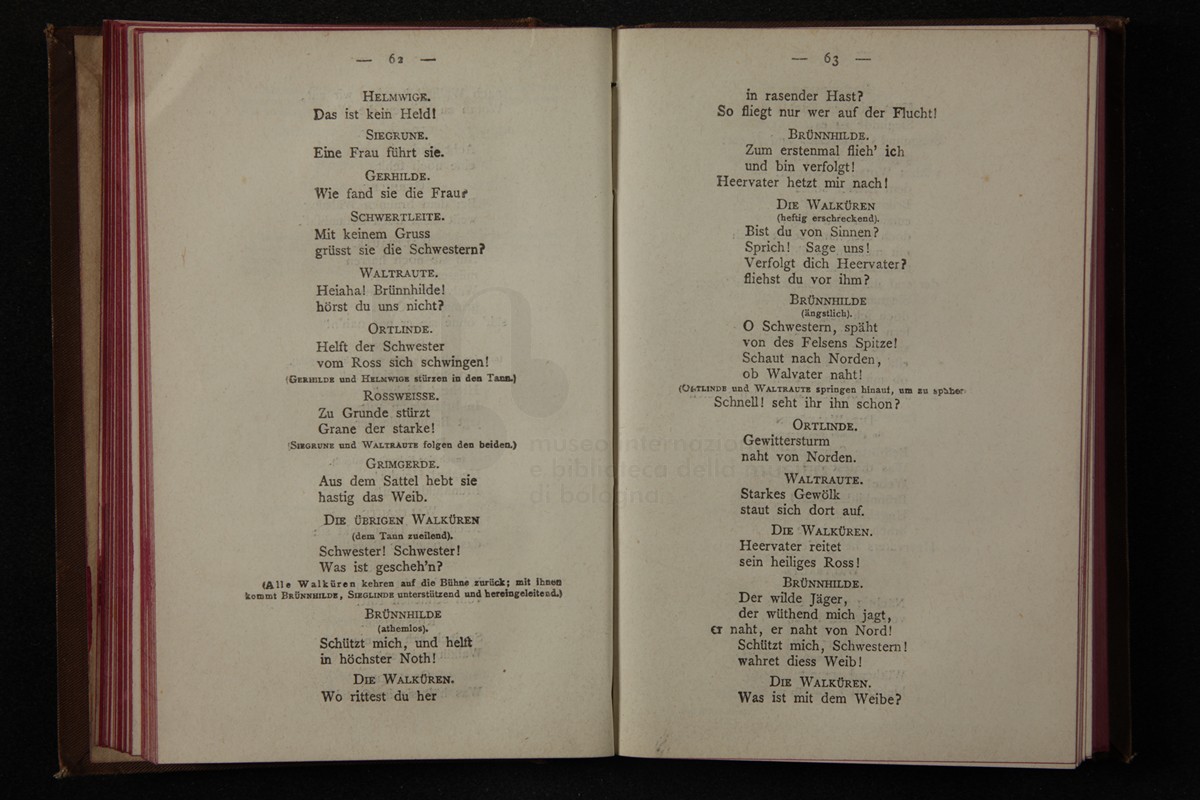 — 62 —
HELMWIGE.
Das ist kein Held!
SIEGRUNE.
Eine Frau führt sie.
GERHILDE.
Wie fand sie die Frau?
SCHWERTLEITE.
Mit keinem Gruss
grüsst sie die Schwestern?
WALTRAUTE.
Heiaha! Brünnhilde!
hörst du uns nicht?
ORTLINDE.
Helft der Schwester
vom Ross sich schwingen!
(GERHILDE und HELMWIGE stürzen in den Tann.)
ROSSWEISSE.
Zu Grunde stürzt
Grane der starke!
(SIEGRUNE und WALTRAUTE folgen den beiden.)
GRIMGERDE.
Aus dem Sattel hebt sie
hastig das Weib.
DIE ÜBRIGEN WALKÜREN
(dem Tann zueilend).
Schwester! Schwester!
Was ist gescheh'n?
(Alle Walküren kehren auf die Bühne zurück; mit ihnen
kommt BRÜNNHILDE, SIEGLINDE unterstützend und hereingeleitend.)
BRÜNNHILDE
(athemlos).
Schützt mich, und helft
in höchster Noth!
DIE WALKÜREN.
Wo rittest du her
— 63 —
in rasender Hast?
So fliegt nur wer auf der Flucht!
BRÜNNHILDE.
Zum erstenmal flieh' ich
und bin verfolgt!
Heervater hetzt mir nach!
DIE WALKÜREN
(heftig erschreckend).
Bist du von Sinnen?
Sprich! Sage uns!
Verfolgt dich Heervater?
fliehst du vor ihm?
BRÜNNHILDE
(ängstlich).
O Schwestern, späht
von des Felsens Spitze!
Schaut nach Norden,
ob Walvater naht!
(ORTLINDE und WALTRAUTE springen hinauf, um zu spähen
Schnell! seht ihr ihn schon?
ORTLINDE.
Gewittersturm
naht von Norden.
WALTRAUTE.
Starkes Gewölk
staut sich dort auf.
DIE WALKÜREN.
Heervater reitet
sein heiliges Ross!
BRÜNNHILDE.
Der wilde Jäger,
der wüthend mich jagt,
er naht, er naht von Nord!
Schützt mich, Schwestern!
wahret diess Weib!
DIE WALKÜREN.
Was ist mit dem Weibe?
museo internazio
e biblioteca della musica
di bologna